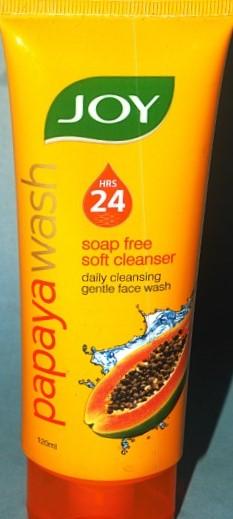 JOY
HRS
24
soap free
soft cleanser
daily cleansing
gentle face wash
papaya wash
120ml